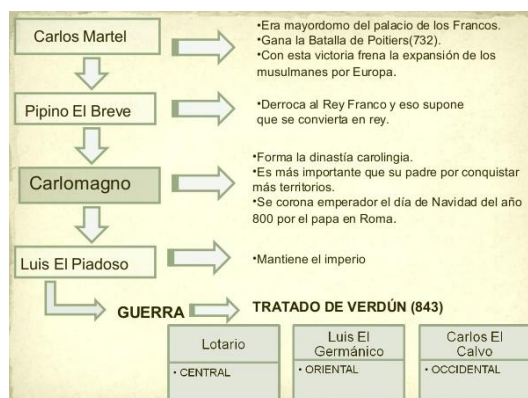 Carlos Martel
•Era mayordomo del palacio de los Francos.
•Gana la Batalla de Poitiers(732).
•Con esta victoria frena la expansión de los
musulmanes por Europa.
Pipino El Breve
•Derroca al Rey Franco y eso supone
que se convierta en rey.
Carlomagno
•Forma la dinastía carolingia.
•Es más importante que su padre por conquistar
más territorios.
•Se corona emperador el día de Navidad del año
800 por el papa en Roma.
Luis El Piadoso
•Mantiene el imperio
GUERRA
TRATADO DE VERDÚN (843)
Lotario
• CENTRAL
Luis El
Germánico
• ORIENTAL
Carlos El
Calvo
• OCCIDENTAL